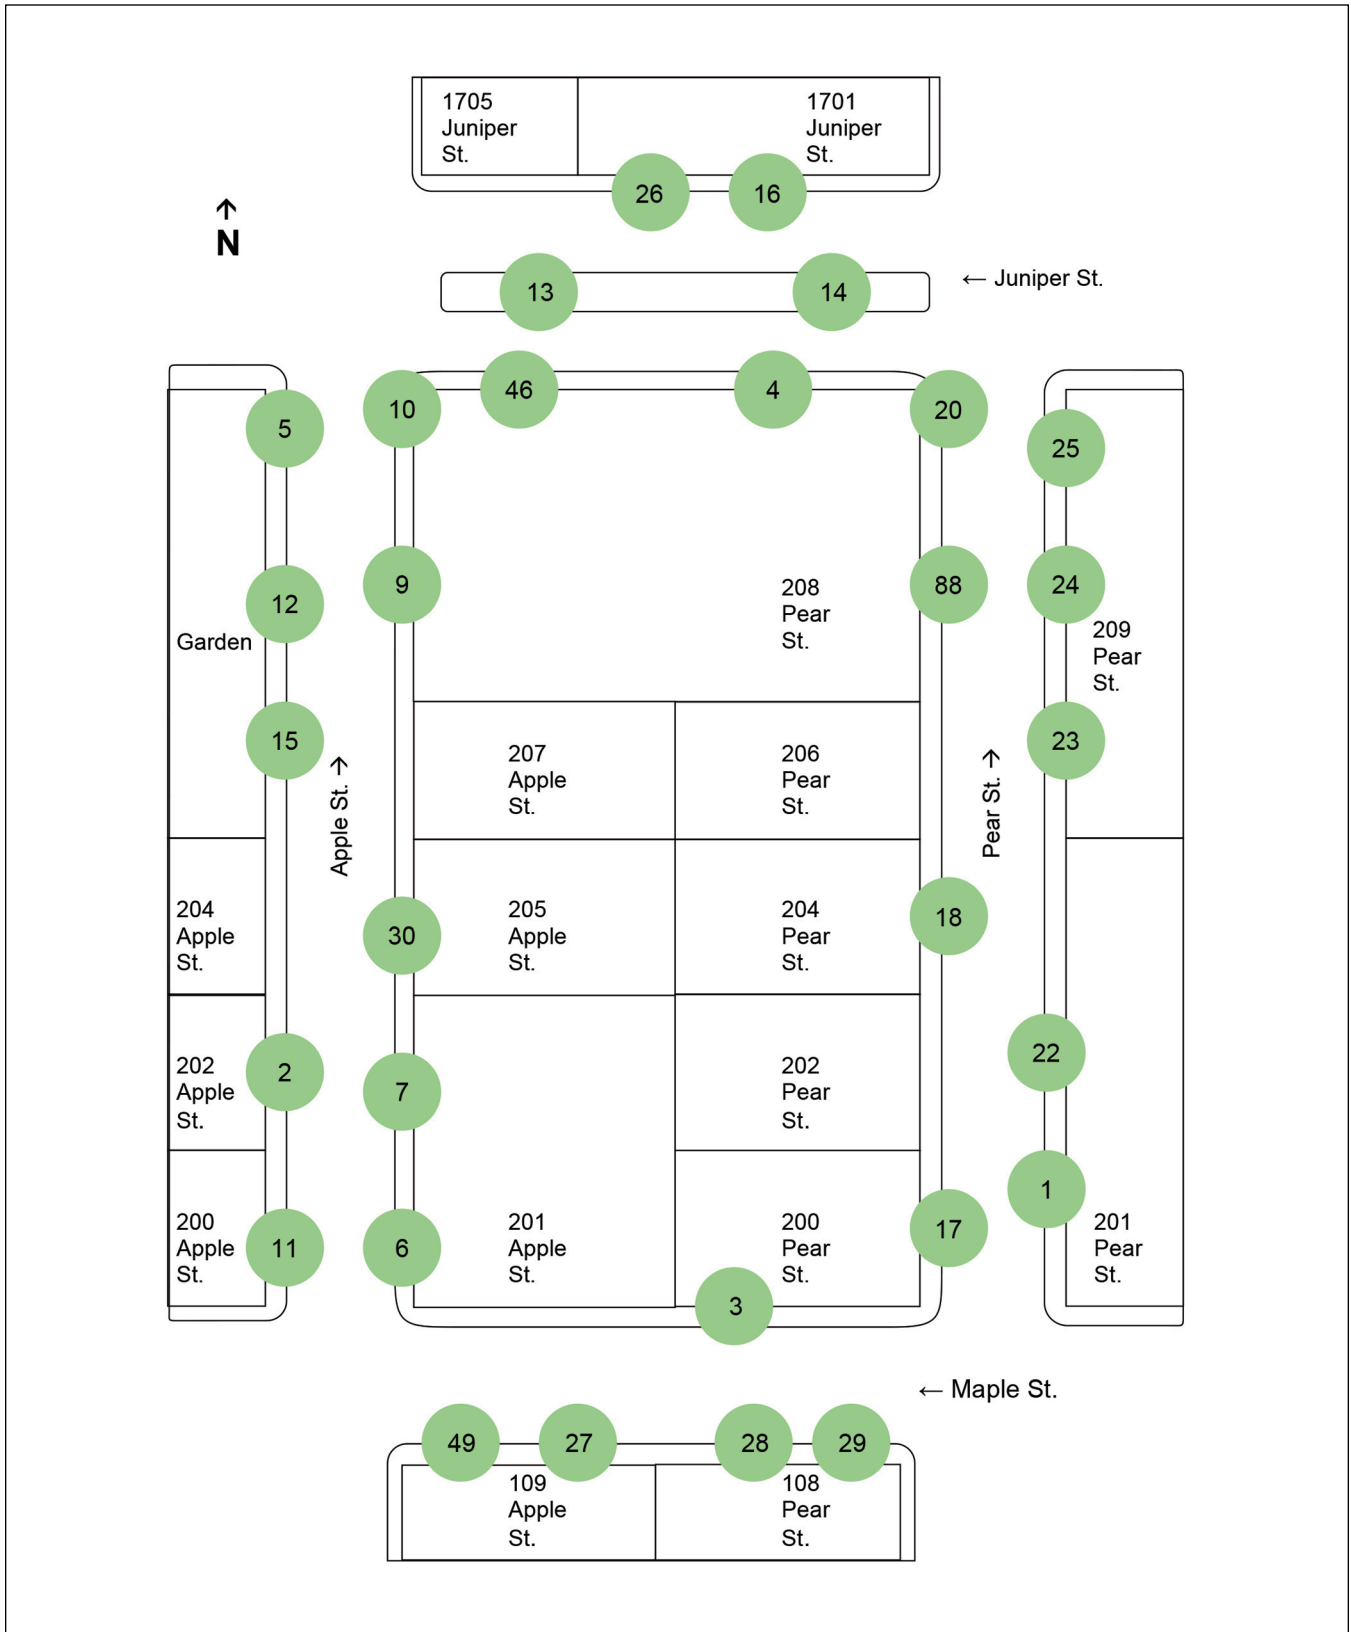 1705
Juniper
St.
1701
Juniper
St.
26
16
↑
N
13
14
← Juniper St.
5
10
46
4
20
25
12
9
88
24
Garden
208
Pear
St.
209
Pear
St.
15
23
Apple St. →
207
Apple
St.
206
Pear
St.
Pear St. →
204
Apple
St.
30
205
Apple
St.
204
Pear
St.
18
202
Apple
St.
2
7
202
Pear
St.
22
1
200
Apple
St.
11
6
201
Apple
St.
200
Pear
St.
17
201
Pear
St.
3
← Maple St.
49
27
28
29
109
Apple
St.
108
Pear
St.